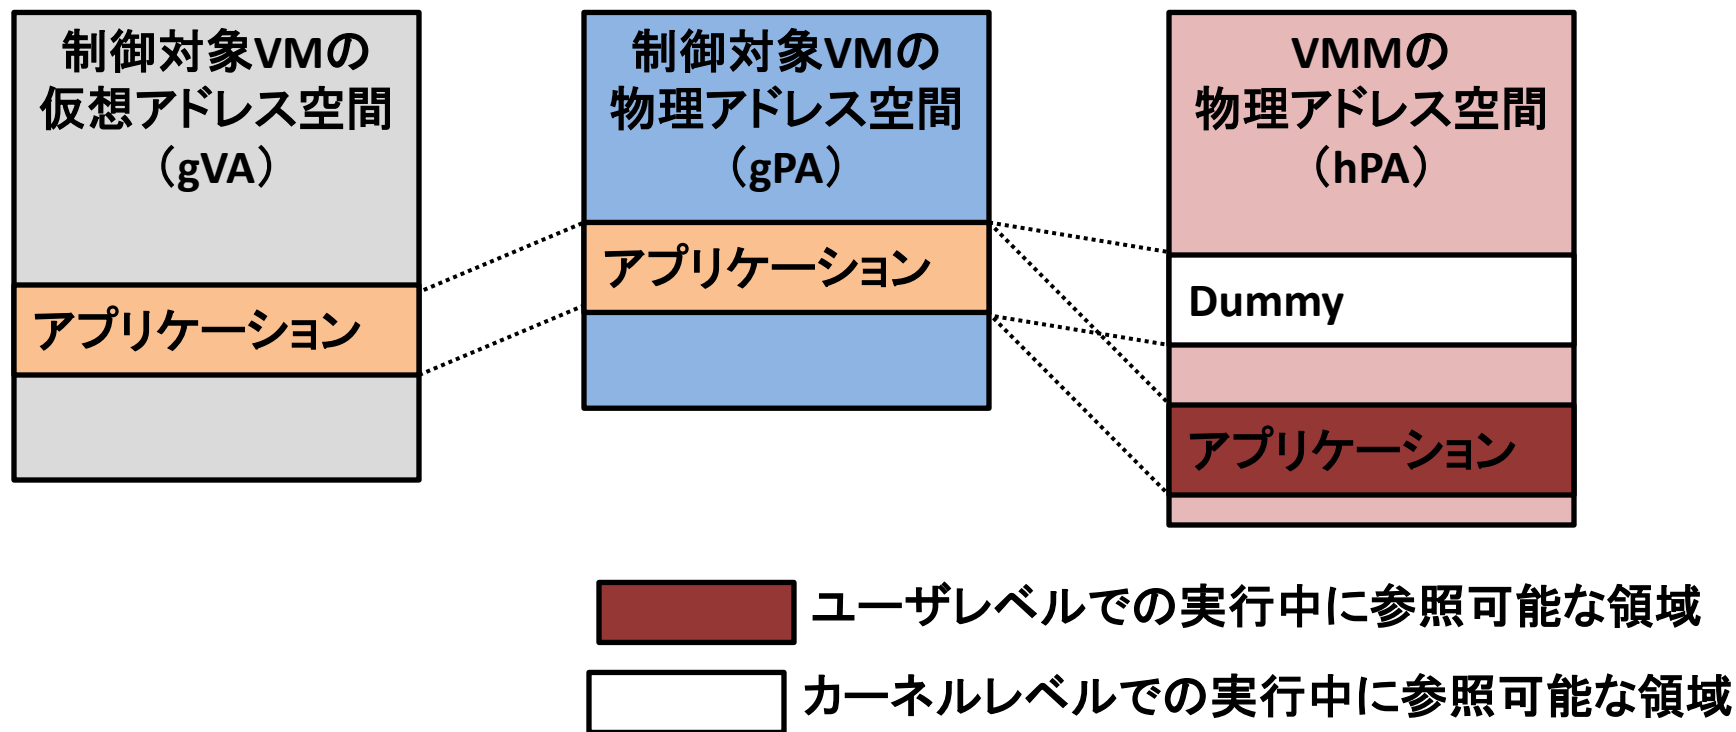 制御対象VMの
仮想アドレス空間
（gVA）
アプリケーション
制御対象VMの
物理アドレス空間
（gPA）
アプリケーション
VMMの
物理アドレス空間
（hPA）
Dummy
アプリケーション
ユーザレベルでの実行中に参照可能な領域
カーネルレベルでの実行中に参照可能な領域